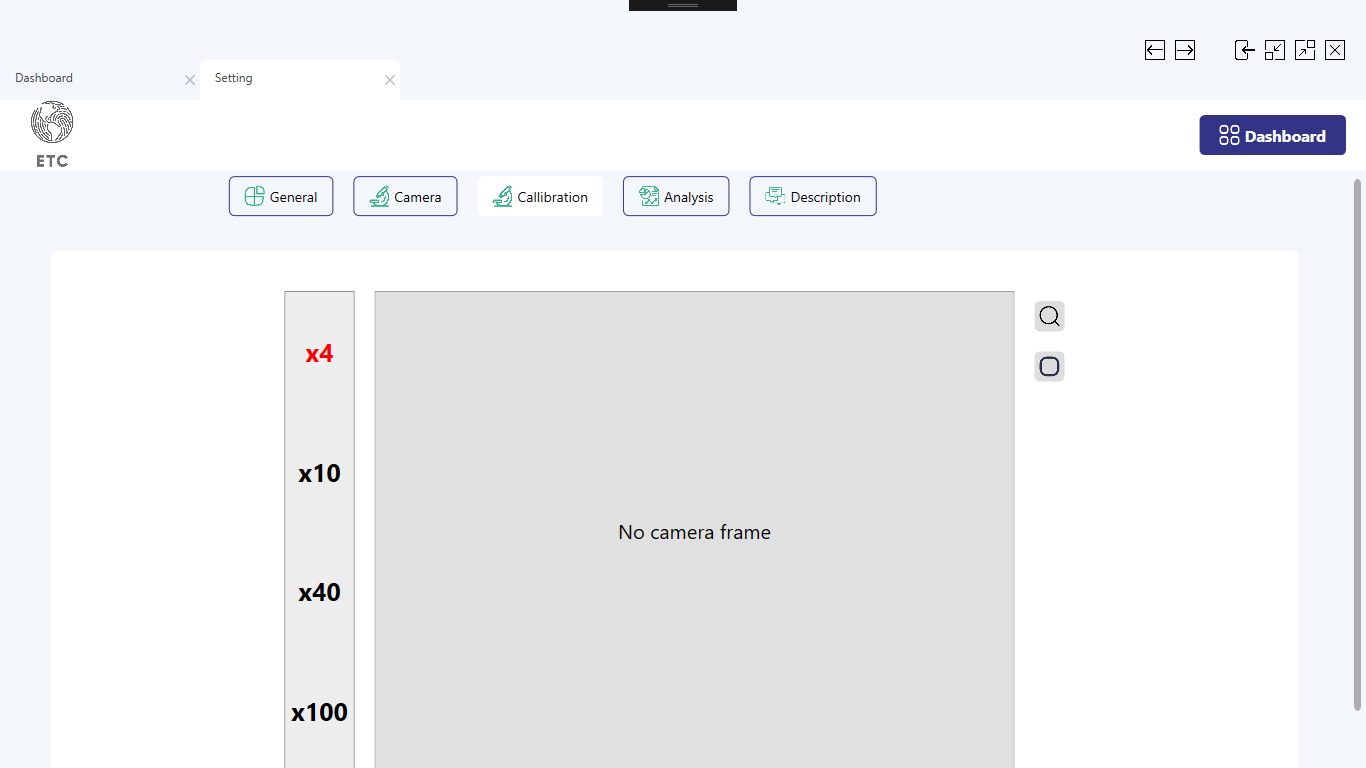 Dashboard
Setting
ETC
Dashboard
General
Camera
Callibration
Analysis
Description
x4
x10
No camera frame
x40
x100